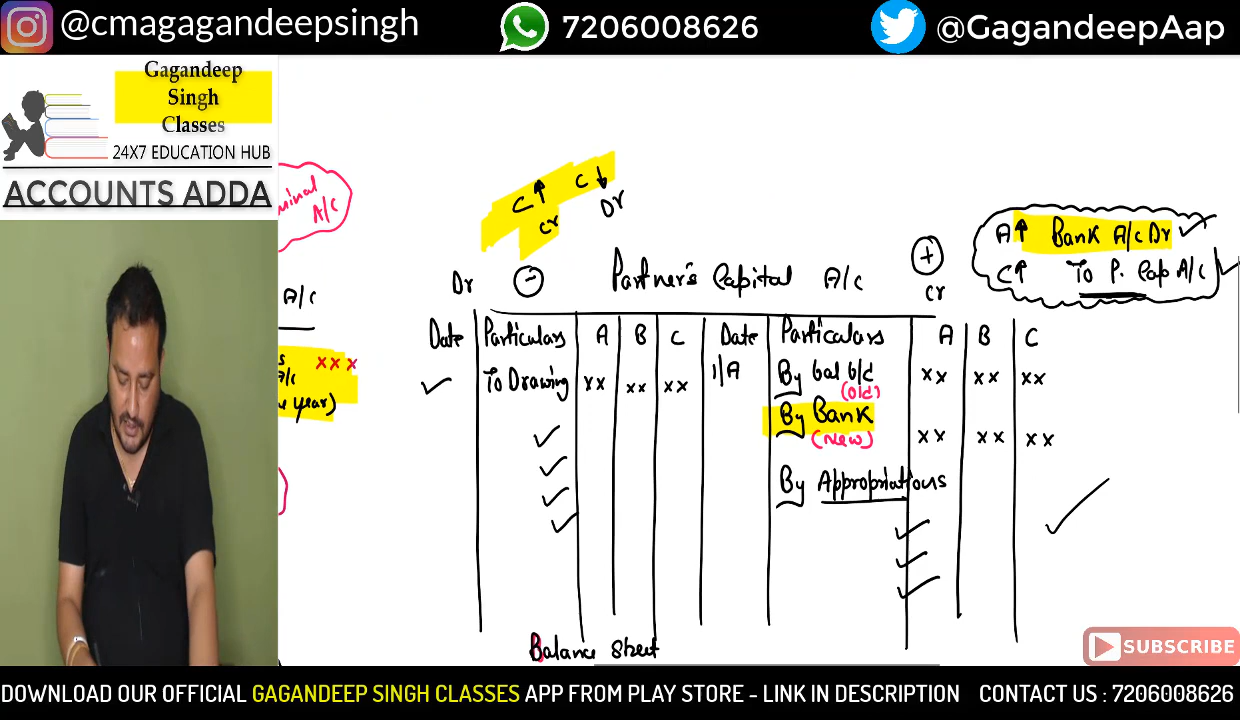 @cmagagandeepsingh 7206008626 @GagandeepAap
Gagandeep
Singh
Classes
24X7 EDUCATION HUB
ACCOUNTS ADDA
minal
A/C
A/C
s xxx
A/C
year)
C↑ C↓
cr Dr
Dr - Partner's Capital A/C + cr
A↑ Bank A/c Dr
C↑ To P. Cap A/C
Date Particulars A B C Date Particulars A B C
To Drawing xx xx xx 1/A By bal b/d xx xx xx
(old)
By Bank
(New) xx xx xx
By Appropriations
Balance Sheet
SUBSCRIBE
DOWNLOAD OUR OFFICIAL GAGANDEEP SINGH CLASSES APP FROM PLAY STORE - LINK IN DESCRIPTION CONTACT US : 7206008626